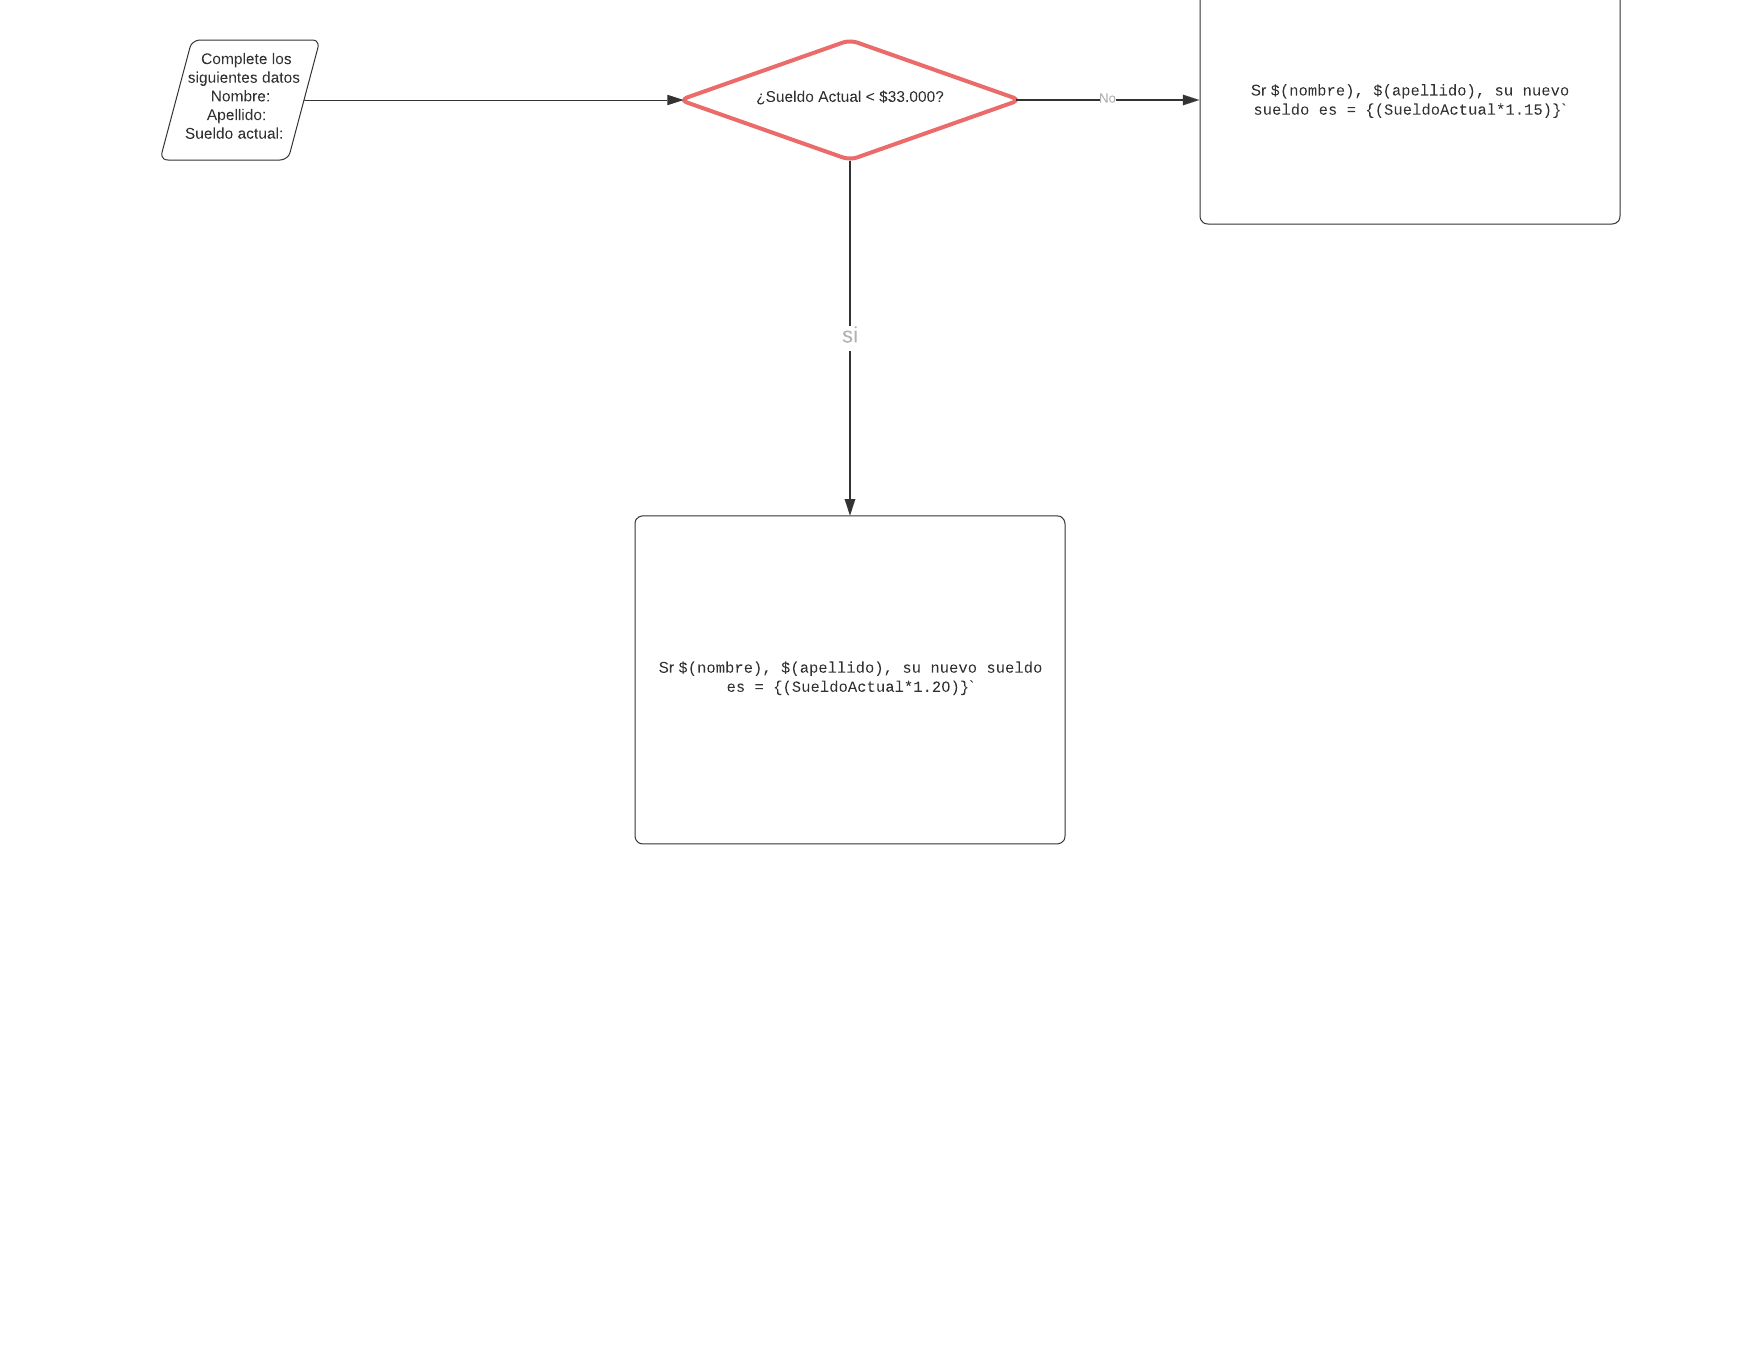 Complete los
siguientes datos
Nombre:
Apellido:
Sueldo actual:
¿Sueldo Actual < $33.000?
No
Sr $(nombre), $(apellido), su nuevo
sueldo es = {(SueldoActual*1.15)}`
si
Sr $(nombre), $(apellido), su nuevo sueldo
es = {(SueldoActual*1.20)}`